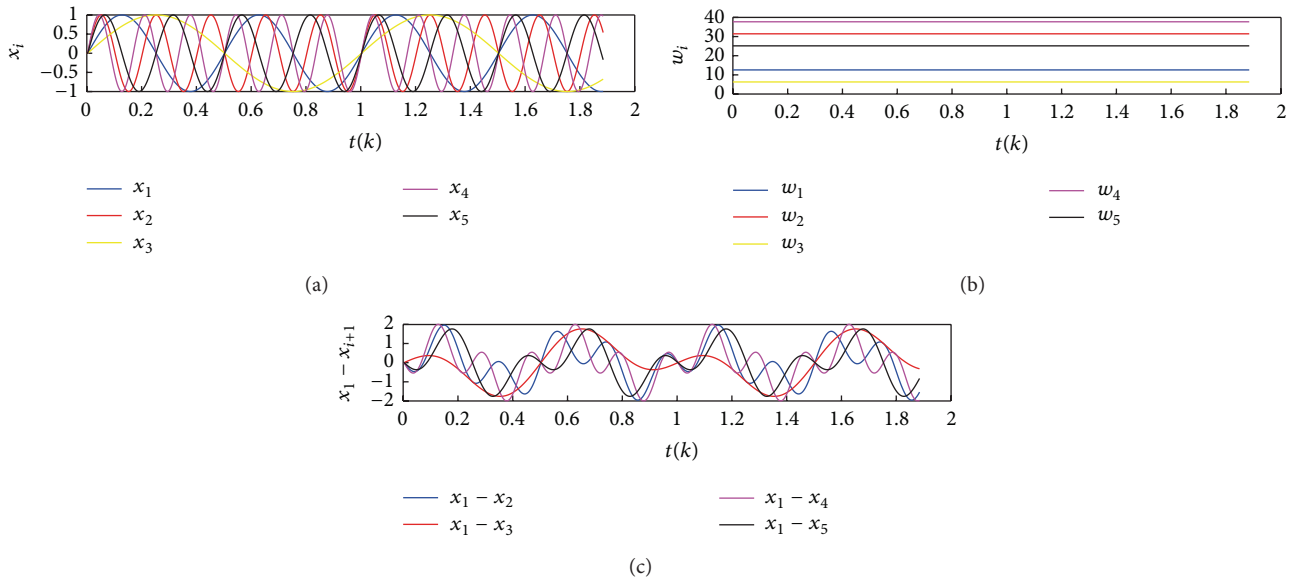 1
0.5
0
−0.5
−1
x_i
0 0.2 0.4 0.6 0.8 1 1.2 1.4 1.6 1.8 2
t(k)
x_1
x_2
x_3
x_4
x_5
(a)
40
30
20
10
0
w_i
0 0.2 0.4 0.6 0.8 1 1.2 1.4 1.6 1.8 2
t(k)
w_1
w_2
w_3
w_4
w_5
(b)
2
1
0
−1
−2
x_1 − x_{i+1}
0 0.2 0.4 0.6 0.8 1 1.2 1.4 1.6 1.8 2
t(k)
x_1 − x_2
x_1 − x_3
x_1 − x_4
x_1 − x_5
(c)